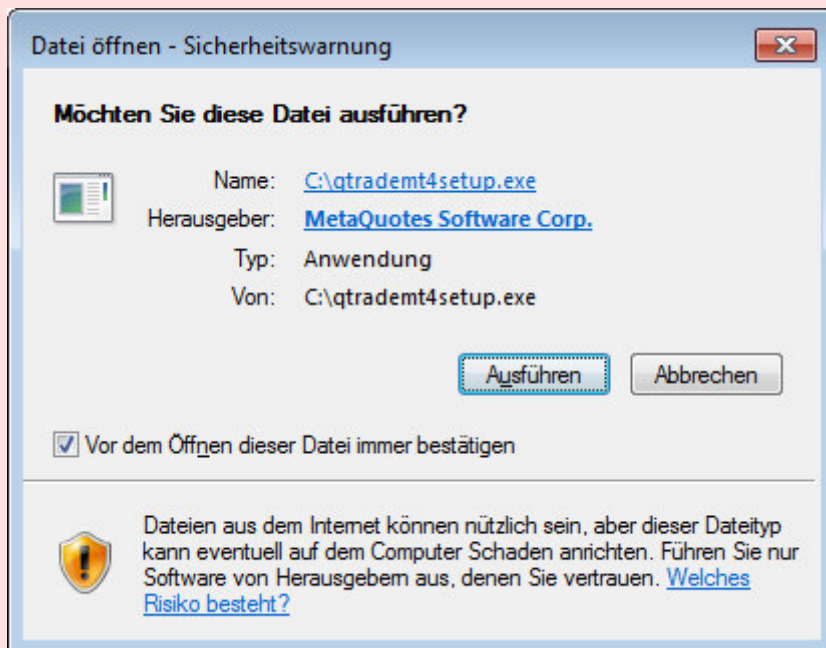 Datei öffnen - Sicherheitswarnung
Möchten Sie diese Datei ausführen?
Name: C:\qtrademt4setup.exe
Herausgeber: MetaQuotes Software Corp.
Typ: Anwendung
Von: C:\qtrademt4setup.exe
Ausführen Abbrechen
Vor dem Öffnen dieser Datei immer bestätigen
Dateien aus dem Internet können nützlich sein, aber dieser Dateityp
kann eventuell auf dem Computer Schaden anrichten. Führen Sie nur
Software von Herausgebern aus, denen Sie vertrauen. Welches
Risiko besteht?